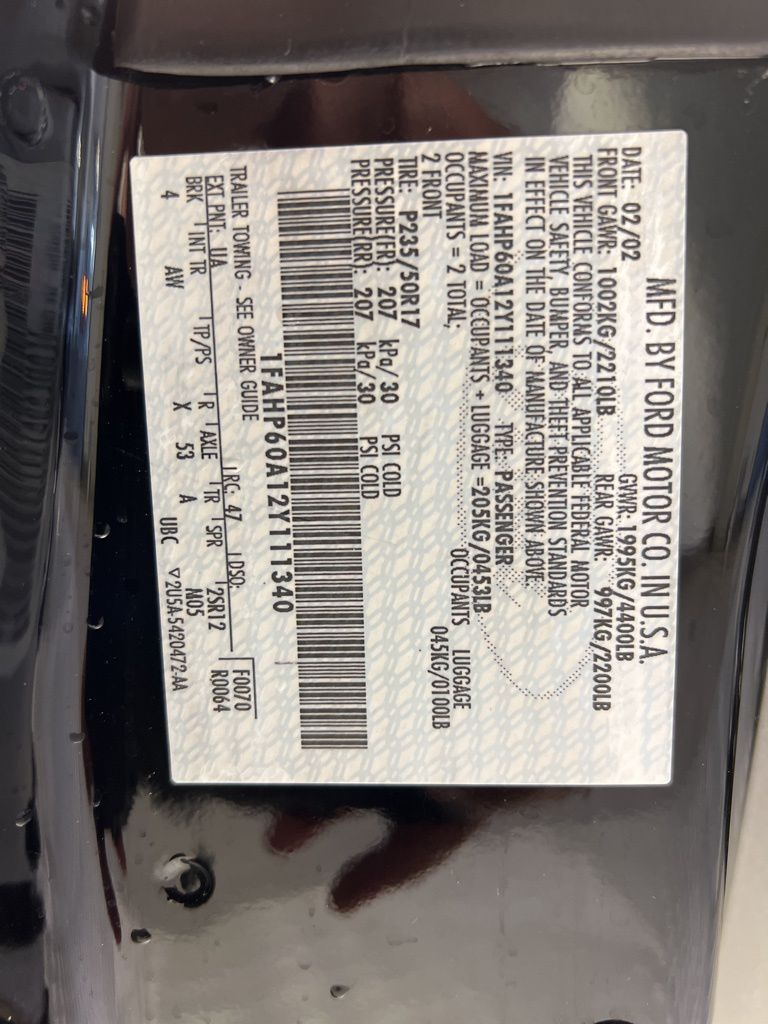 MFD. BY FORD MOTOR CO. IN U.S.A.
DATE: 02/02 GVWR: 1995KG/4400LB
FRONT GAWR: 1002KG/2210LB REAR GAWR: 997KG/2200LB
THIS VEHICLE CONFORMS TO ALL APPLICABLE FEDERAL MOTOR
VEHICLE SAFETY, BUMPER, AND THEFT PREVENTION STANDARDS
IN EFFECT ON THE DATE OF MANUFACTURE SHOWN ABOVE
VIN: 1FAHP60A12Y111340 TYPE: PASSENGER
MAXIMUM LOAD = OCCUPANTS + LUGGAGE =205KG/0453LB
OCCUPANTS = 2 TOTAL; OCCUPANTS LUGGAGE
2 FRONT 045KG/0100LB
TIRE: P235/50R17
PRESSURE(FR): 207 kPa/30 PSI COLD
PRESSURE(RR): 207 kPa/30 PSI COLD
1FAHP60A12Y111340
TRAILER TOWING - SEE OWNER GUIDE F0070
EXT PNT: UA RC: 47 DSO: R0064
BRK INT TR TP/PS R AXLE TR SPR 2SR12
4 AW X 53 A M05
UBC ▽2U5A-5420472-AA